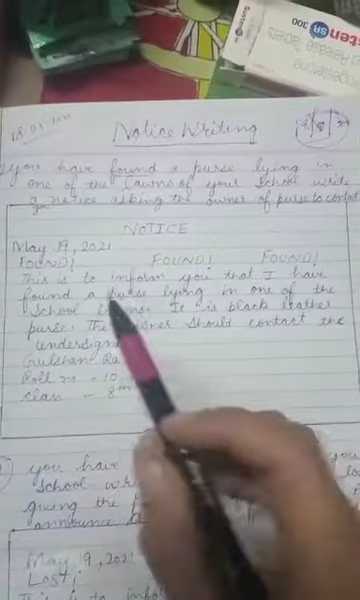 Susten
SR 300
18.05.2021
Notice Writing
you have found a purse lying in
one of the lawns of your school write
a notice asking the owner of purse to contact
NOTICE
May 19, 2021
FOUND! FOUND! FOUND!
This is to inform you that I have
found a purse lying in one of the
school It is black leather
purse. The should contact the
Gulshan
Roll no - 10
class - 8th
you have
school
giving the
announce
May 19, 2021
Lost!
This is to